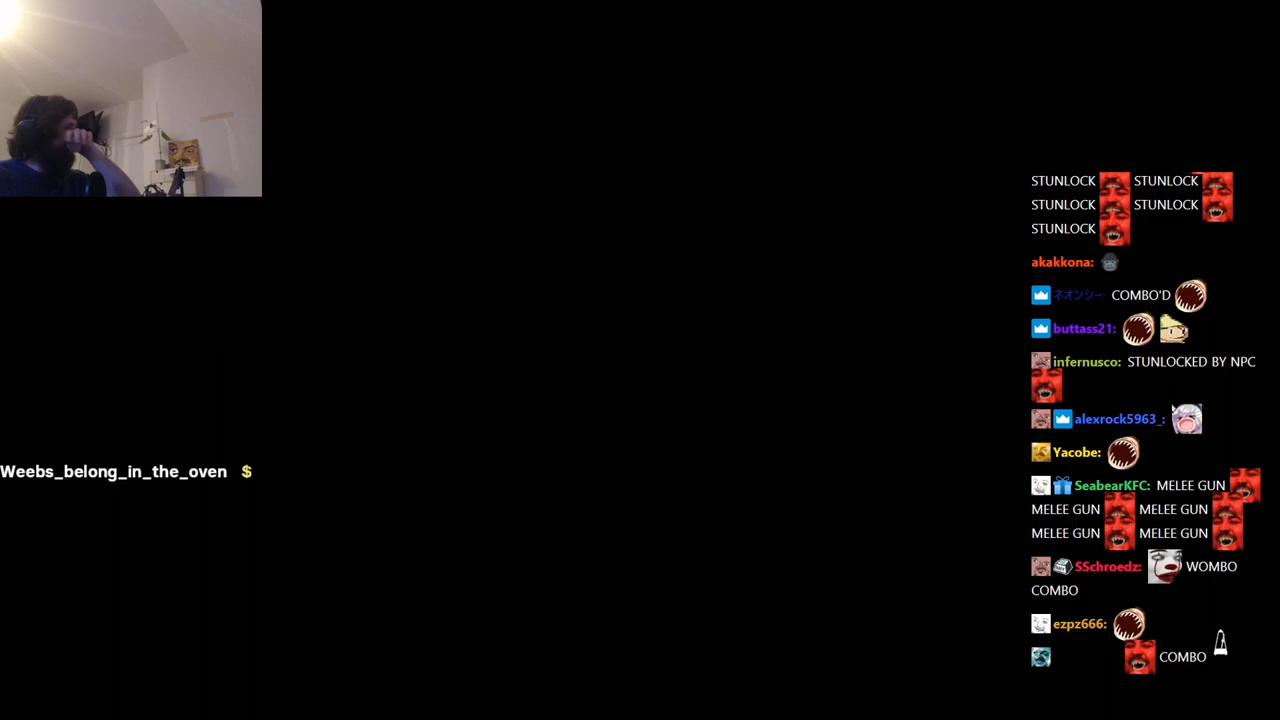 STUNLOCK STUNLOCK
STUNLOCK STUNLOCK
STUNLOCK
akakkona:
ネオンシー: COMBO'D
buttass21:
infernusco: STUNLOCKED BY NPC
alexrock5963_:
Yacobe:
Weebs_belong_in_the_oven $
SeabearKFC: MELEE GUN
MELEE GUN MELEE GUN
MELEE GUN MELEE GUN
SSchroedz: WOMBO
COMBO
ezpz666:
COMBO